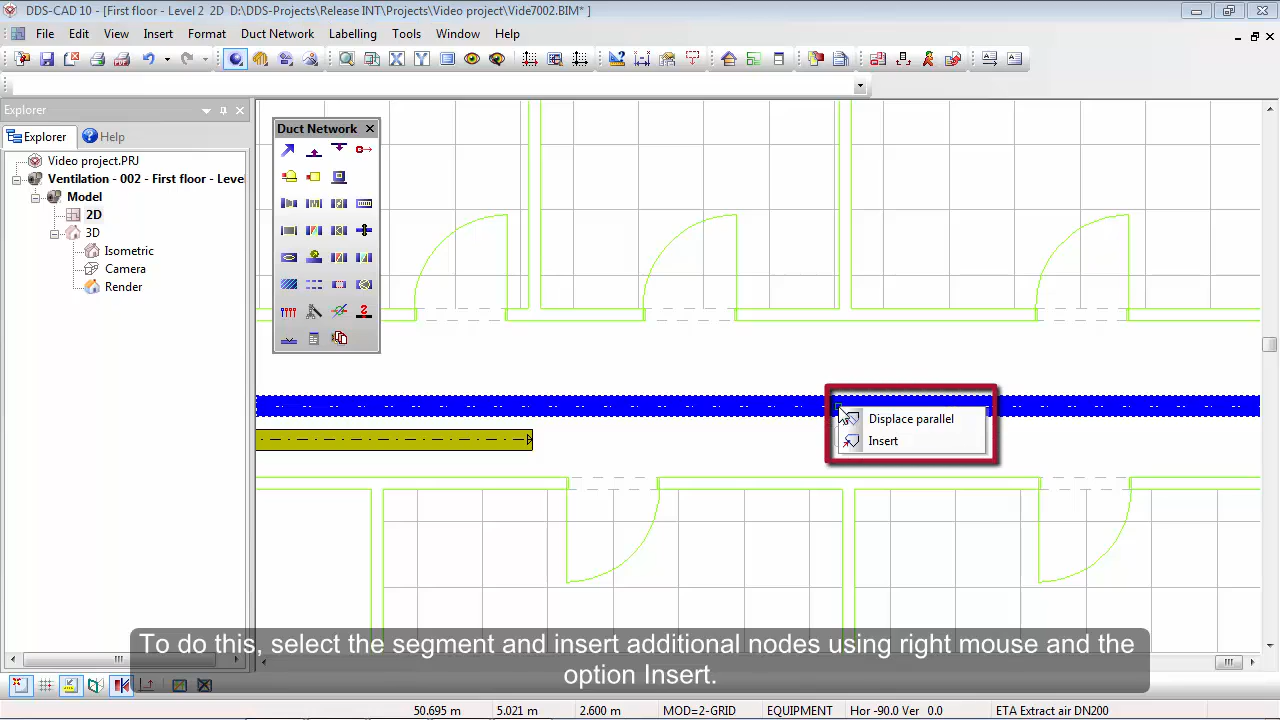 DDS-CAD 10 - [First floor - Level 2  2D  D:\DDS-Projects\Release INT\Projects\Video project\Vide7002.BIM* ]
File Edit View Insert Format Duct Network Labelling Tools Window Help
Explorer
Explorer Help
Video project.PRJ
Ventilation - 002 - First floor - Leve
Model
2D
3D
Isometric
Camera
Render
Duct Network
Displace parallel
Insert
To do this, select the segment and insert additional nodes using right mouse and the
option Insert.
50.695 m 5.021 m 2.600 m MOD=2-GRID EQUIPMENT Hor -90.0 Ver 0.0 ETA Extract air DN200